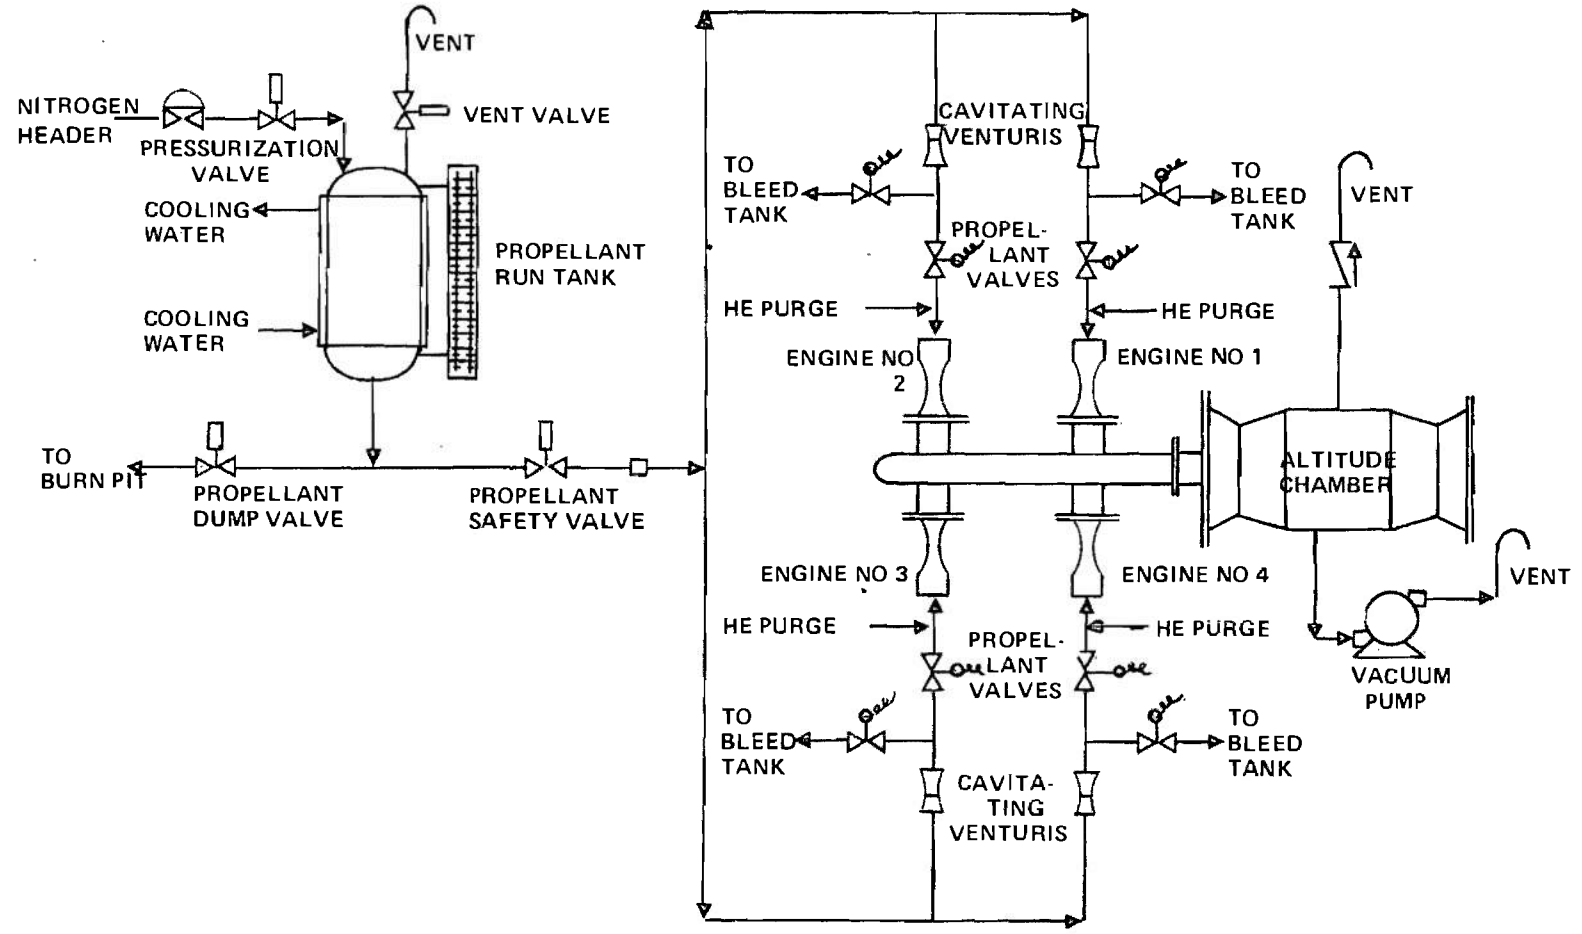 VENT
NITROGEN
HEADER
VENT VALVE
PRESSURIZATION
VALVE
COOLING
WATER
PROPELLANT
RUN TANK
COOLING
WATER
TO
BURN PIT
PROPELLANT
DUMP VALVE
PROPELLANT
SAFETY VALVE
CAVITATING
VENTURIS
TO
BLEED
TANK
TO
BLEED
TANK
PROPEL-
LANT
VALVES
HE PURGE
HE PURGE
ENGINE NO
2
ENGINE NO 1
VENT
ALTITUDE
CHAMBER
ENGINE NO 3
ENGINE NO 4
VENT
HE PURGE
HE PURGE
PROPEL-
LANT
VALVES
VACUUM
PUMP
TO
BLEED
TANK
TO
BLEED
TANK
CAVITA-
TING
VENTURIS